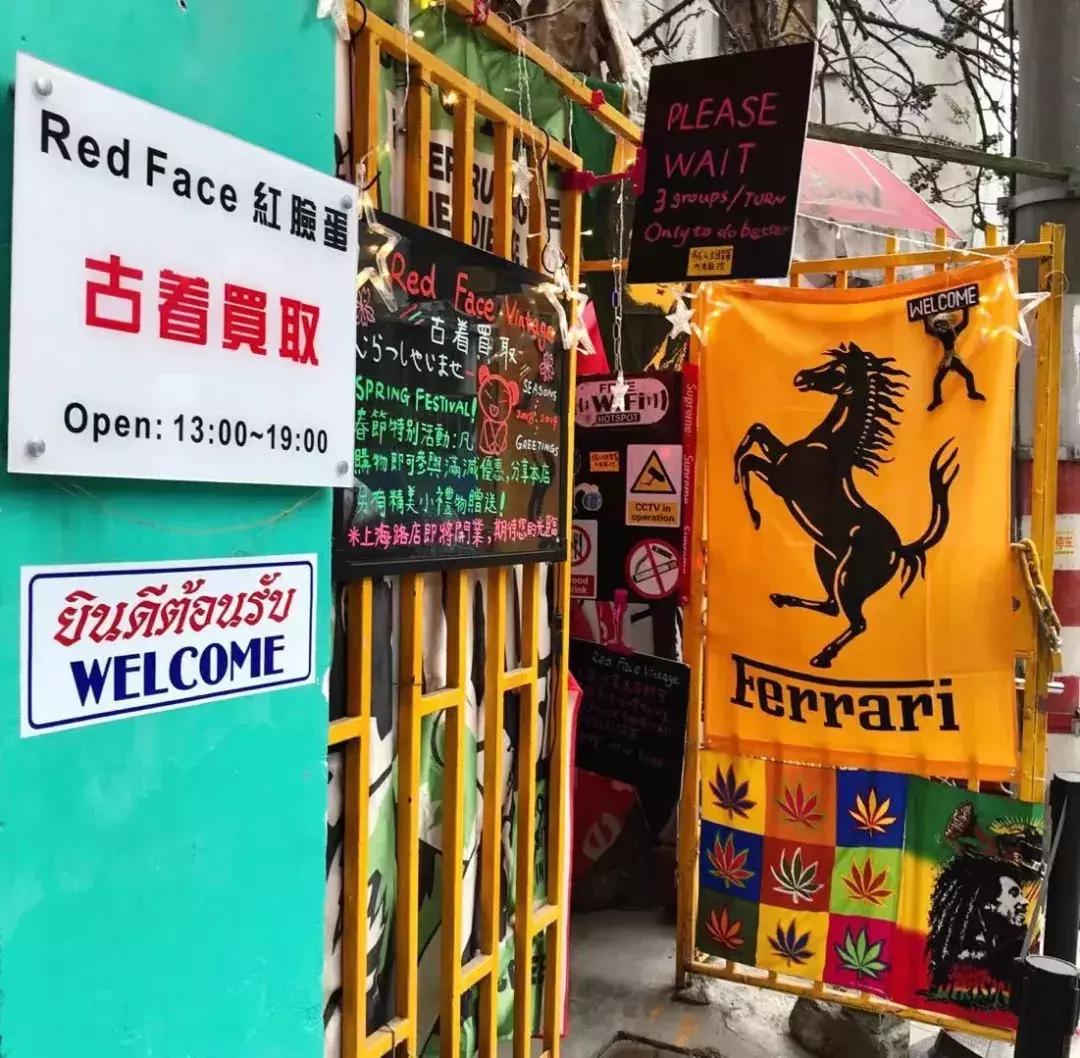 Red Face 紅臉蛋
古着買取
Open: 13:00~19:00
ยินดีต้อนรับ
WELCOME
Red Face Vintage
古着買取
いらっしゃいませ
SPRING FESTIVAL!
春節特別活動:凡
購物即可參與滿減優惠,分享本店
另有精美小禮物贈送!
※上海路店即將開業,期待您的光臨
SEASONS
2018-2019
GREETINGS
PLEASE
WAIT
3 groups/TURN
Only to do better
FREE
WiFi
HOTSPOT
CCTV in
operation
Supreme
Supreme
Red Face Vintage
WELCOME
Ferrari